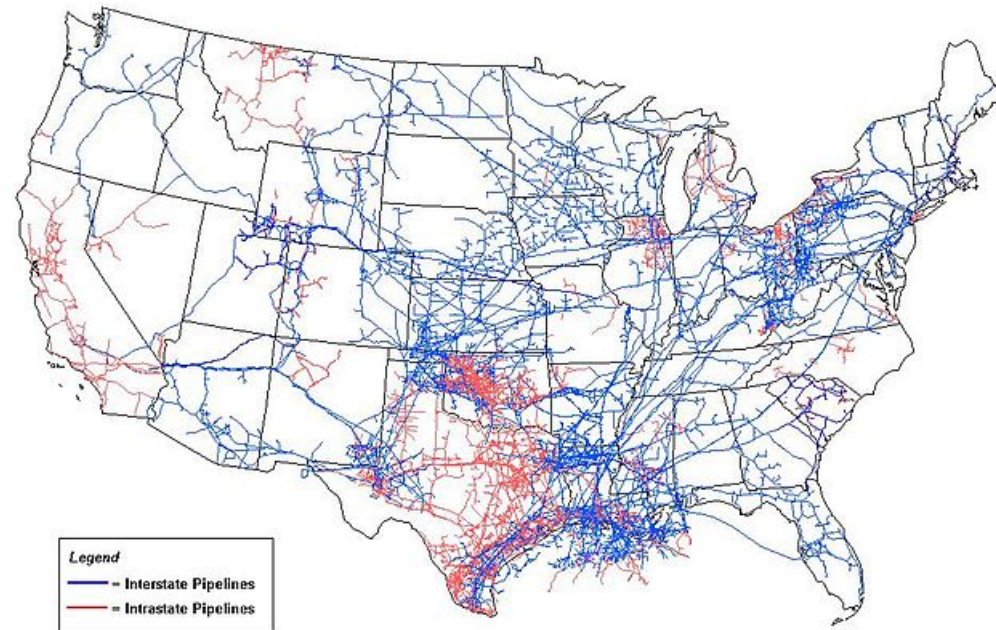 Legend
= Interstate Pipelines
= Intrastate Pipelines